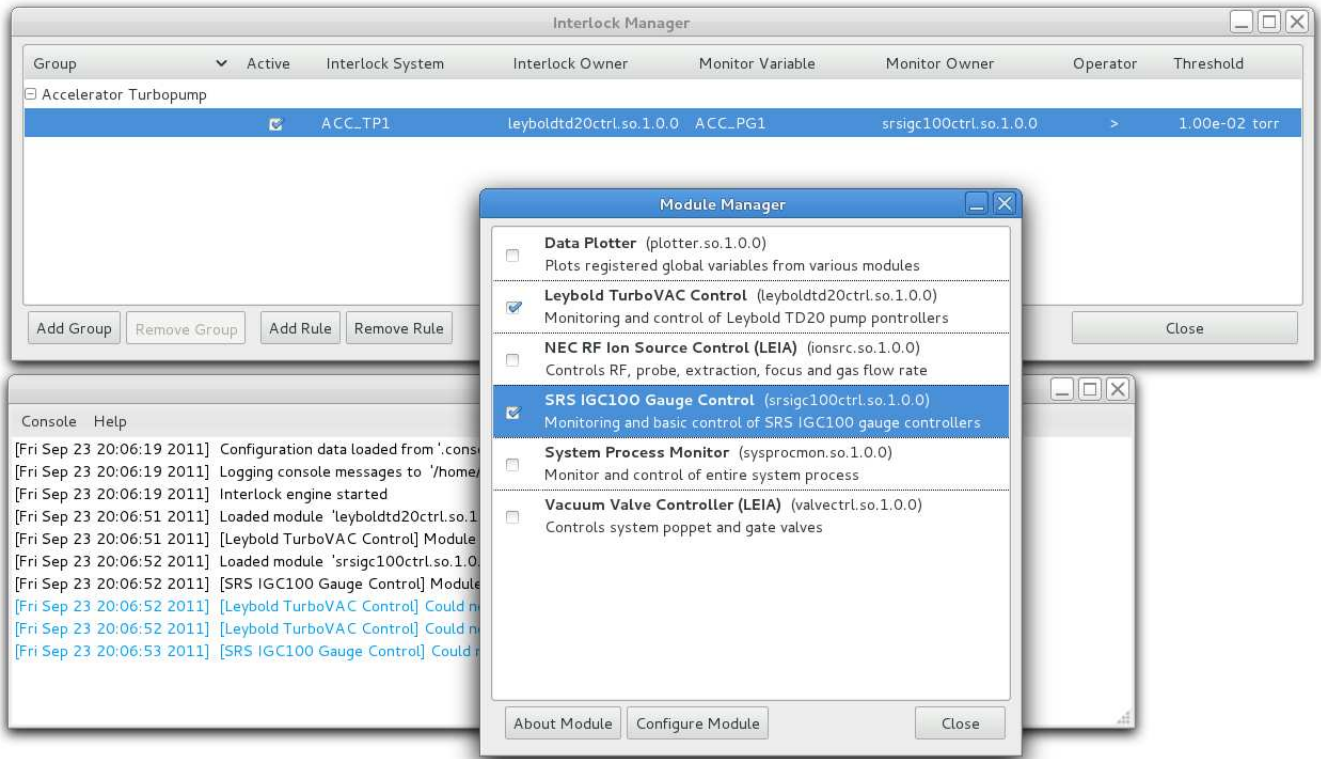 Interlock Manager
Group Active Interlock System Interlock Owner Monitor Variable Monitor Owner Operator Threshold
Accelerator Turbopump
ACC_TP1 leyboldtd20ctrl.so.1.0.0 ACC_PG1 srsigc100ctrl.so.1.0.0 > 1.00e-02 torr
Add Group Remove Group Add Rule Remove Rule Close
Module Manager
Data Plotter (plotter.so.1.0.0)
Plots registered global variables from various modules
Leybold TurboVAC Control (leyboldtd20ctrl.so.1.0.0)
Monitoring and control of Leybold TD20 pump pontrollers
NEC RF Ion Source Control (LEIA) (ionsrc.so.1.0.0)
Controls RF, probe, extraction, focus and gas flow rate
SRS IGC100 Gauge Control (srsigc100ctrl.so.1.0.0)
Monitoring and basic control of SRS IGC100 gauge controllers
System Process Monitor (sysprocmon.so.1.0.0)
Monitor and control of entire system process
Vacuum Valve Controller (LEIA) (valvectrl.so.1.0.0)
Controls system poppet and gate valves
About Module Configure Module Close
Console Help
[Fri Sep 23 20:06:19 2011] Configuration data loaded from '.cons
[Fri Sep 23 20:06:19 2011] Logging console messages to '/home/
[Fri Sep 23 20:06:19 2011] Interlock engine started
[Fri Sep 23 20:06:51 2011] Loaded module 'leyboldtd20ctrl.so.1
[Fri Sep 23 20:06:51 2011] [Leybold TurboVAC Control] Module
[Fri Sep 23 20:06:52 2011] Loaded module 'srsigc100ctrl.so.1.0.
[Fri Sep 23 20:06:52 2011] [SRS IGC100 Gauge Control] Module
[Fri Sep 23 20:06:52 2011] [Leybold TurboVAC Control] Could n
[Fri Sep 23 20:06:52 2011] [Leybold TurboVAC Control] Could n
[Fri Sep 23 20:06:53 2011] [SRS IGC100 Gauge Control] Could